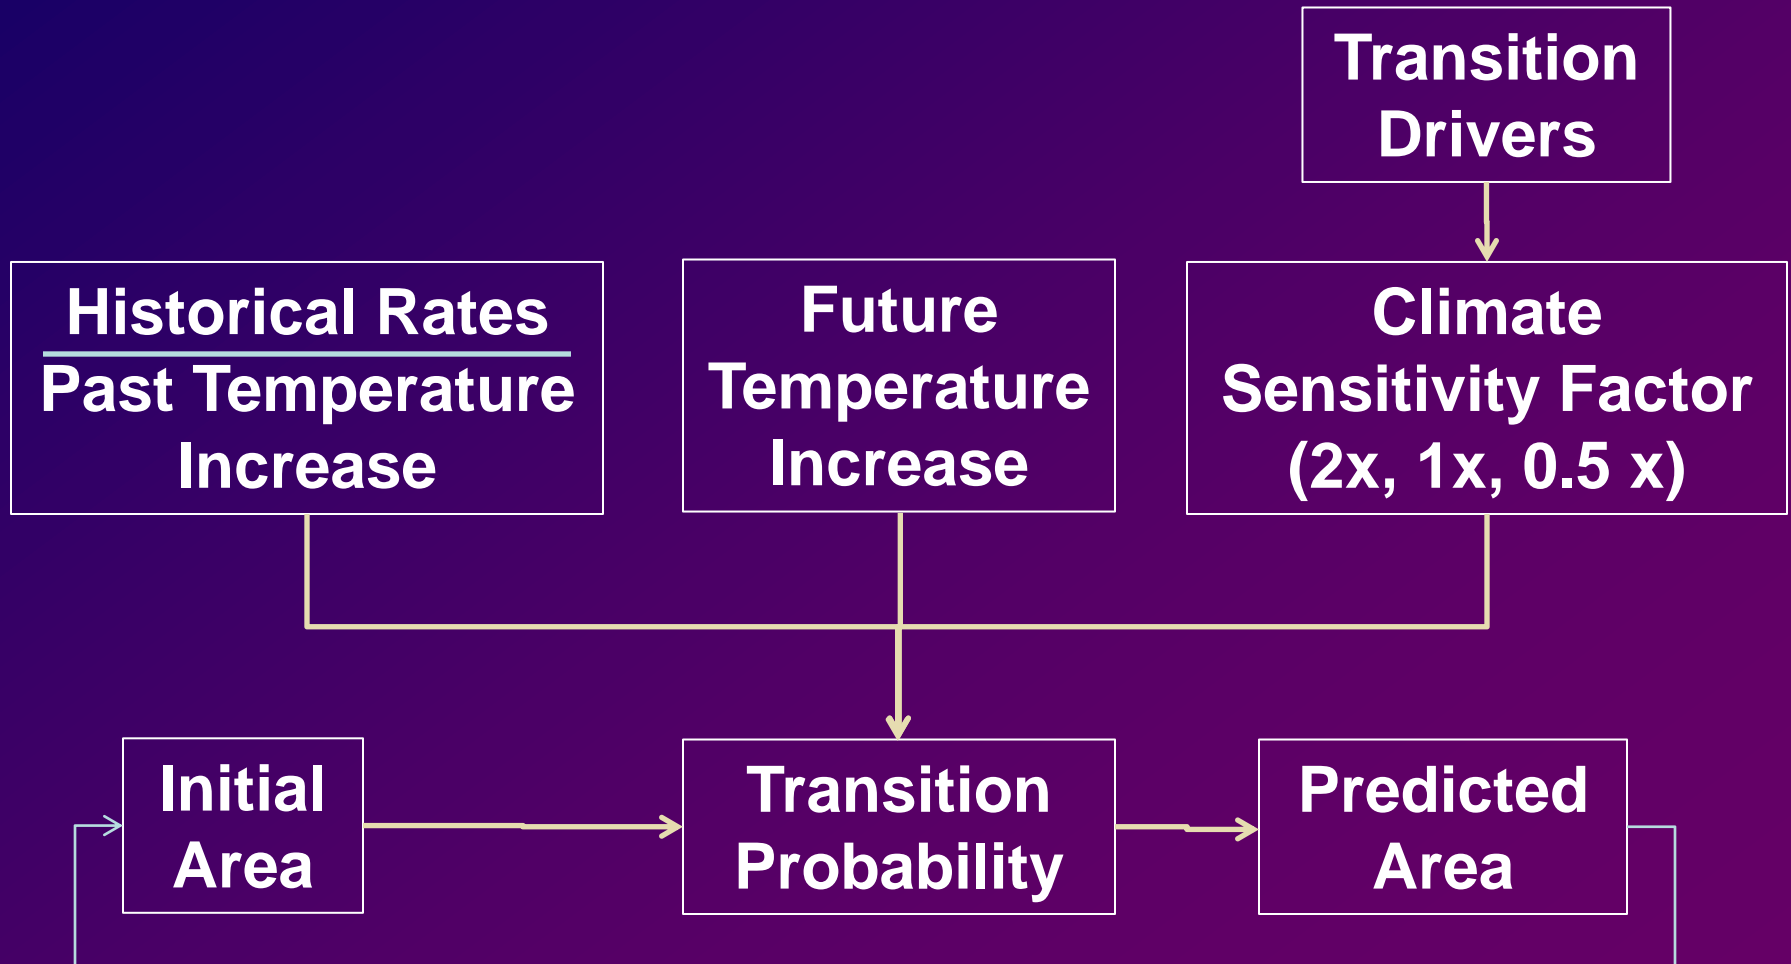 Transition
Drivers
Historical Rates
Past Temperature
Increase
Future
Temperature
Increase
Climate
Sensitivity Factor
(2x, 1x, 0.5 x)
Initial
Area
Transition
Probability
Predicted
Area